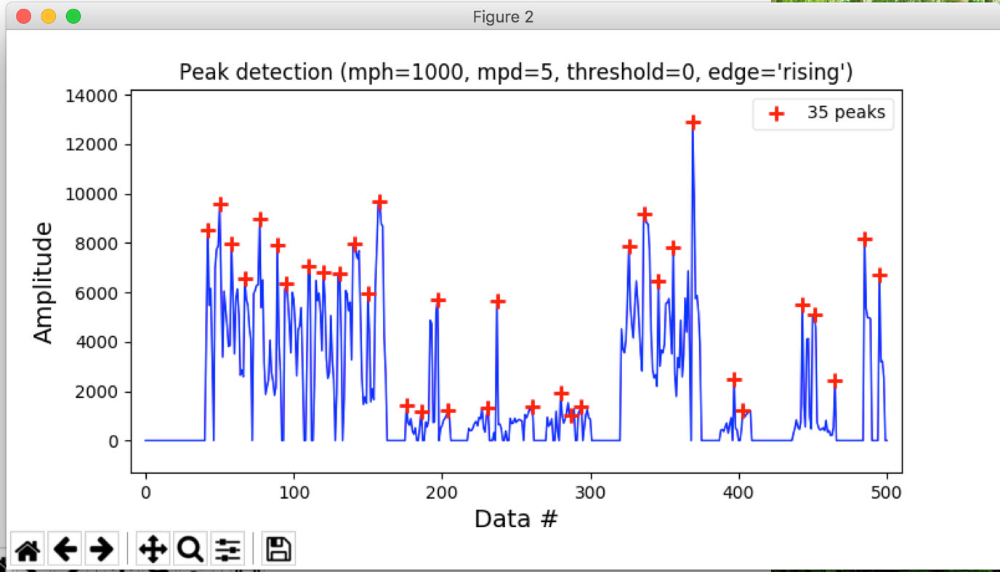 Figure 2
Peak detection (mph=1000, mpd=5, threshold=0, edge='rising')
35 peaks
14000
12000
10000
8000
6000
4000
2000
0
Amplitude
0 100 200 300 400 500
Data #